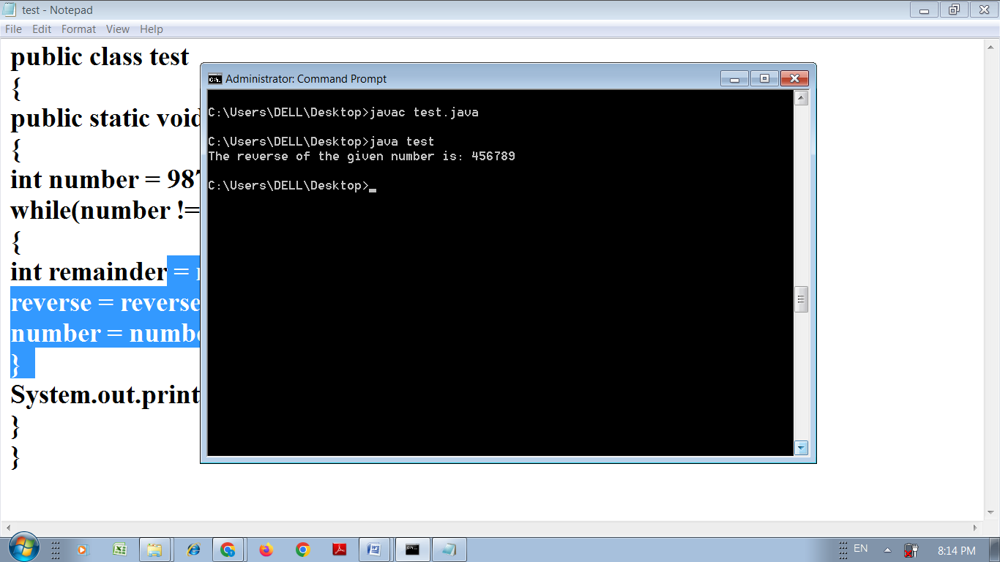 test - Notepad
File Edit Format View Help
public class test
{
public static void
{
int number = 987
while(number !=
{
int remainder =
reverse = reverse
number = numbe
}
System.out.print
}
}
Administrator: Command Prompt
C:\Users\DELL\Desktop>javac test.java
C:\Users\DELL\Desktop>java test
The reverse of the given number is: 456789
C:\Users\DELL\Desktop>_
EN
8:14 PM